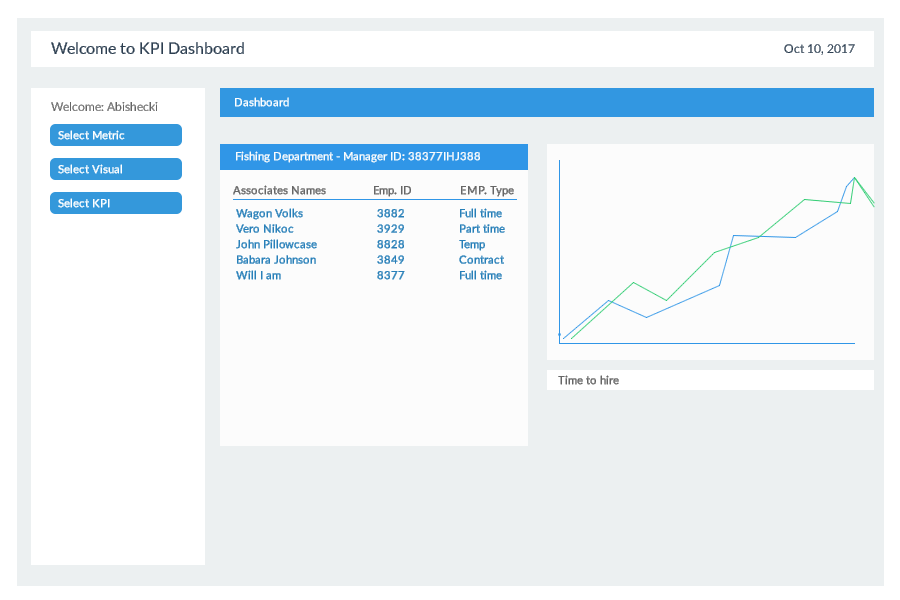 Welcome to KPI Dashboard
Oct 10, 2017
Welcome: Abishecki
Select Metric
Select Visual
Select KPI
Dashboard
Fishing Department - Manager ID: 38377IHJ388
Associates Names Emp. ID EMP. Type
Wagon Volks 3882 Full time
Vero Nikoc 3929 Part time
John Pillowcase 8828 Temp
Babara Johnson 3849 Contract
Will I am 8377 Full time
Time to hire